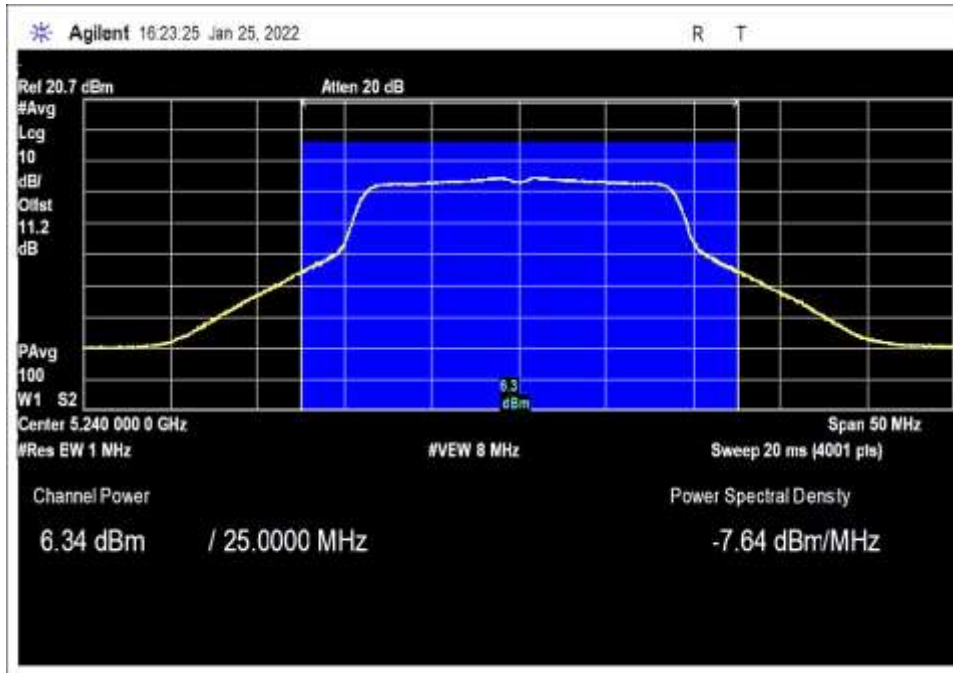 Agilent 16:23:25 Jan 25, 2022 R T
Ref 20.7 dBm Atten 20 dB
#Avg
Log
10
dB/
Offst
11.2
dB
PAvg
100
W1 S2
6.3
dBm
Center 5.240 000 0 GHz Span 50 MHz
#Res BW 1 MHz #VBW 8 MHz Sweep 20 ms (4001 pts)
Channel Power Power Spectral Density
6.34 dBm / 25.0000 MHz -7.64 dBm/MHz